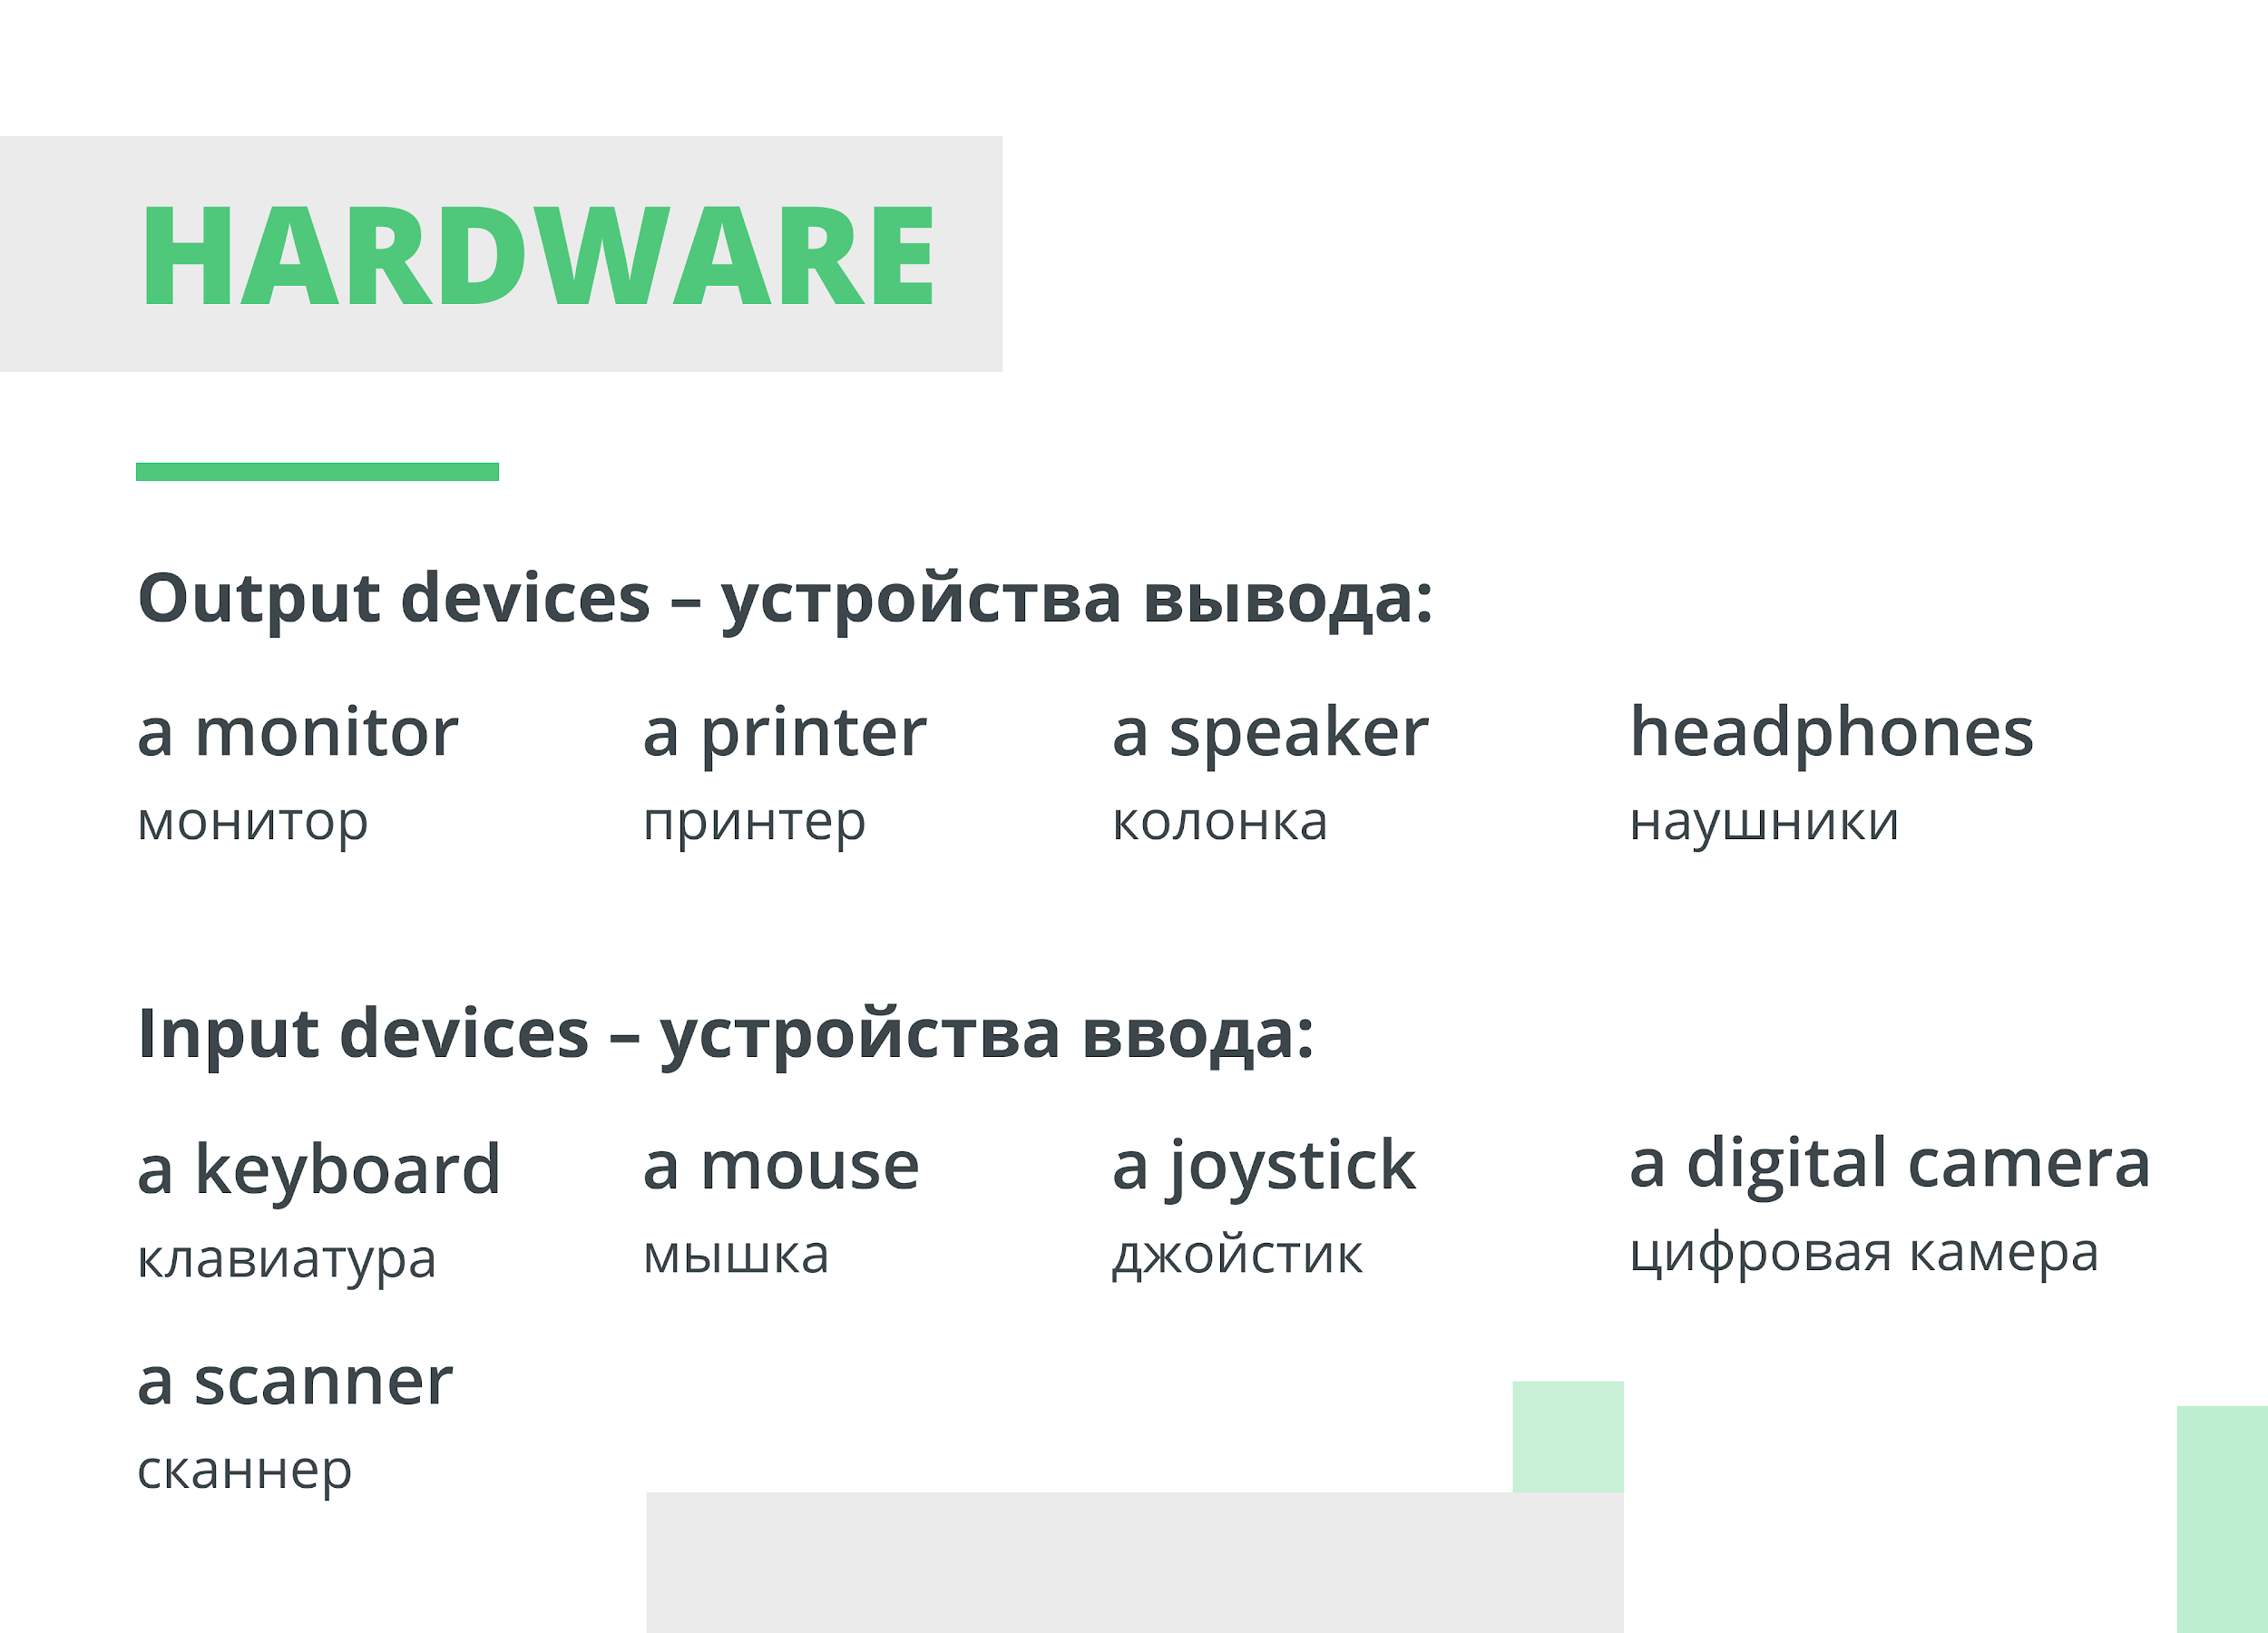 HARDWARE
Output devices – устройства вывода:
a monitor a printer a speaker headphones
монитор принтер колонка наушники
Input devices – устройства ввода:
a keyboard a mouse a joystick a digital camera
клавиатура мышка джойстик цифровая камера
a scanner
сканнер